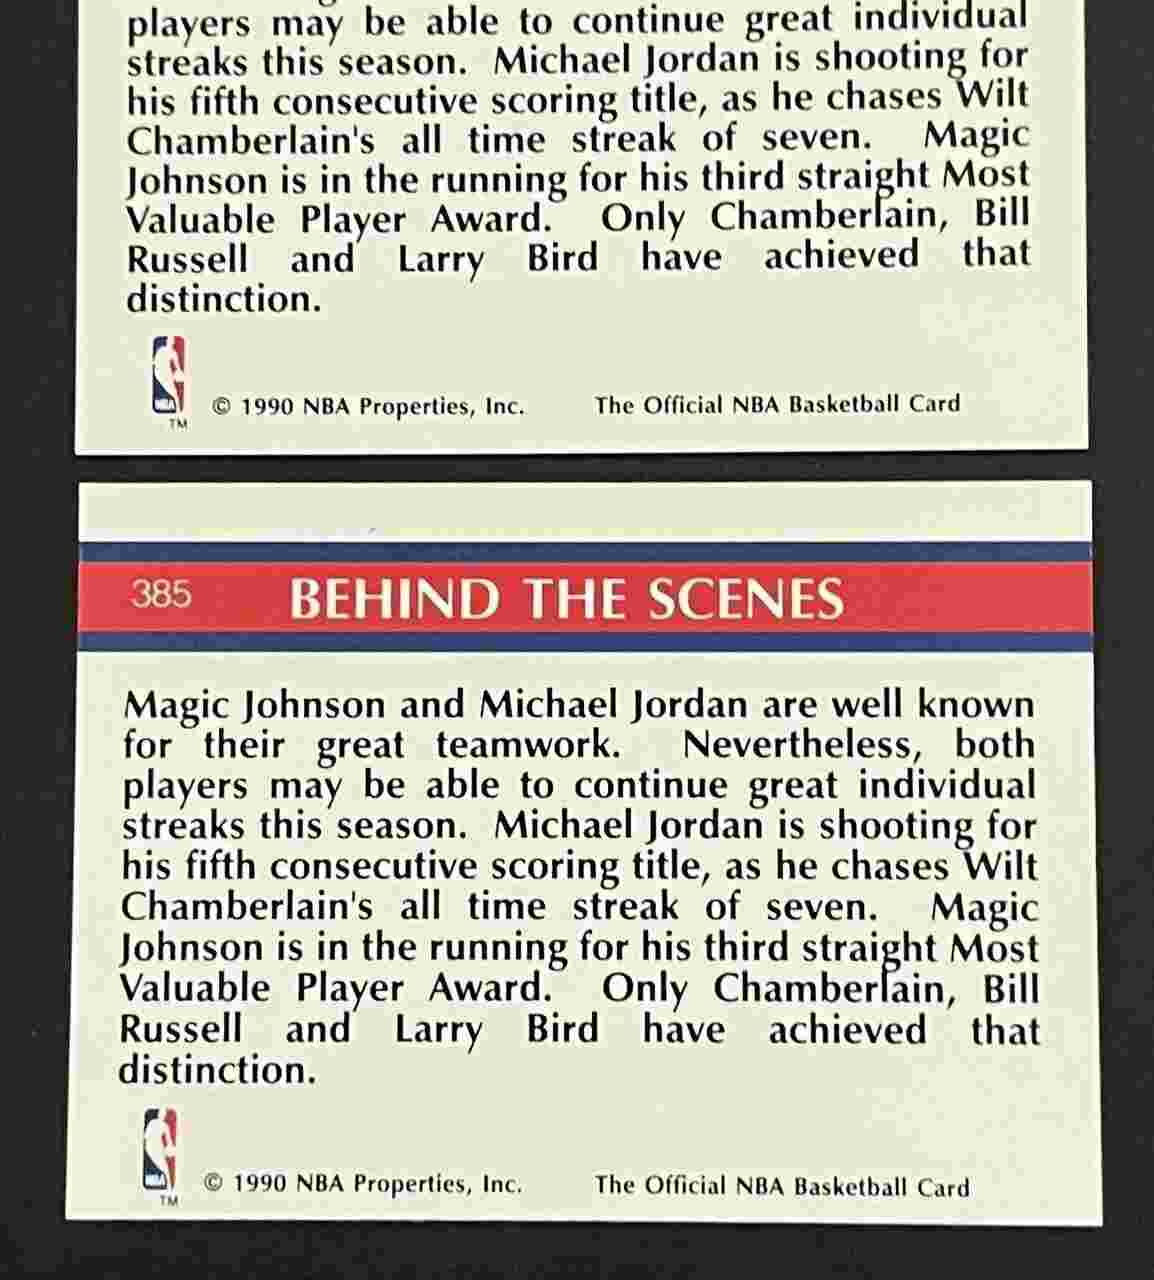 players may be able to continue great individual
streaks this season. Michael Jordan is shooting for
his fifth consecutive scoring title, as he chases Wilt
Chamberlain's all time streak of seven. Magic
Johnson is in the running for his third straight Most
Valuable Player Award. Only Chamberlain, Bill
Russell and Larry Bird have achieved that
distinction.
NBA
TM
© 1990 NBA Properties, Inc. The Official NBA Basketball Card
385 BEHIND THE SCENES
Magic Johnson and Michael Jordan are well known
for their great teamwork. Nevertheless, both
players may be able to continue great individual
streaks this season. Michael Jordan is shooting for
his fifth consecutive scoring title, as he chases Wilt
Chamberlain's all time streak of seven. Magic
Johnson is in the running for his third straight Most
Valuable Player Award. Only Chamberlain, Bill
Russell and Larry Bird have achieved that
distinction.
NBA
TM
© 1990 NBA Properties, Inc. The Official NBA Basketball Card